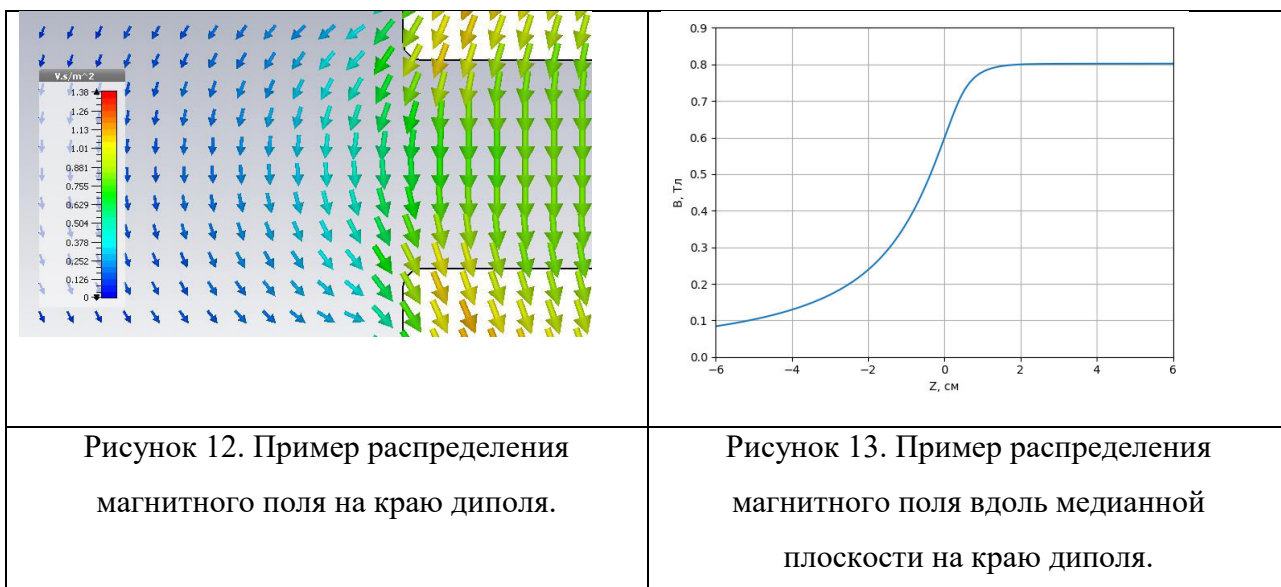 V.s/m^2
1.38
1.26
1.13
1.01
0.881
0.755
0.629
0.504
0.378
0.252
0.126
0
0.9
0.8
0.7
0.6
0.5
0.4
0.3
0.2
0.1
0.0
B, Тл
−6 −4 −2 0 2 4 6
Z, см
Рисунок 12. Пример распределения
магнитного поля на краю диполя.
Рисунок 13. Пример распределения
магнитного поля вдоль медианной
плоскости на краю диполя.